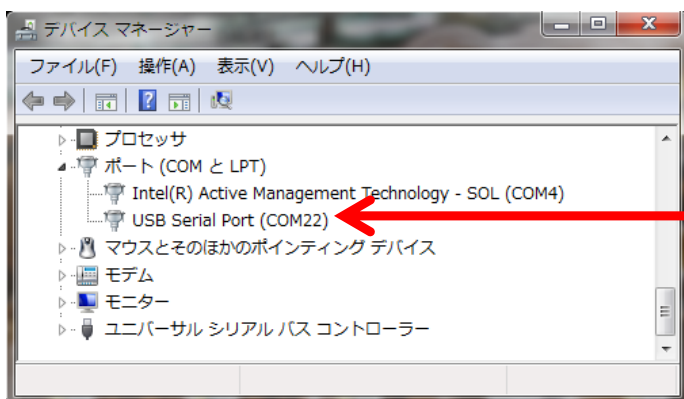 デバイス マネージャー
ファイル(F) 操作(A) 表示(V) ヘルプ(H)
プロセッサ
ポート (COM と LPT)
Intel(R) Active Management Technology - SOL (COM4)
USB Serial Port (COM22)
マウスとそのほかのポインティング デバイス
モデム
モニター
ユニバーサル シリアル バス コントローラー